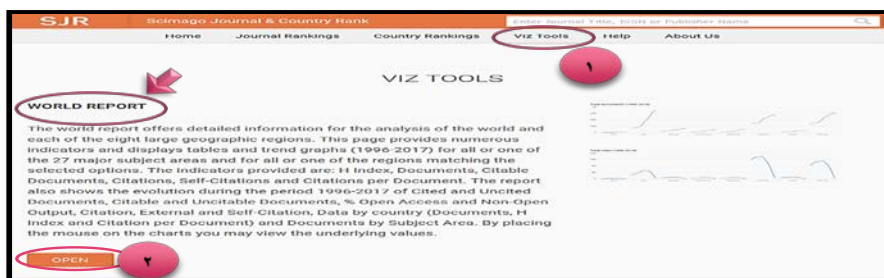 SJR
Scimago Journal & Country Rank
Enter Journal Title, ISSN or Publisher Name
Home Journal Rankings Country Rankings Viz Tools Help About Us
۱
VIZ TOOLS
WORLD REPORT
The world report offers detailed information for the analysis of the world and
each of the eight large geographic regions. This page provides numerous
indicators and displays tables and trend graphs (1996-2017) for all or one of
the 27 major subject areas and for all or one of the regions matching the
selected options. The indicators provided are: H Index, Documents, Citable
Documents, Citations, Self-Citations and Citations per Document. The report
also shows the evolution during the period 1996-2017 of Cited and Uncited
Documents, Citable and Uncitable Documents, % Open Access and Non-Open
Output, Citation, External and Self-Citation, Data by country (Documents, H
Index and Citation per Document) and Documents by Subject Area. By placing
the mouse on the charts you may view the underlying values.
OPEN
۲